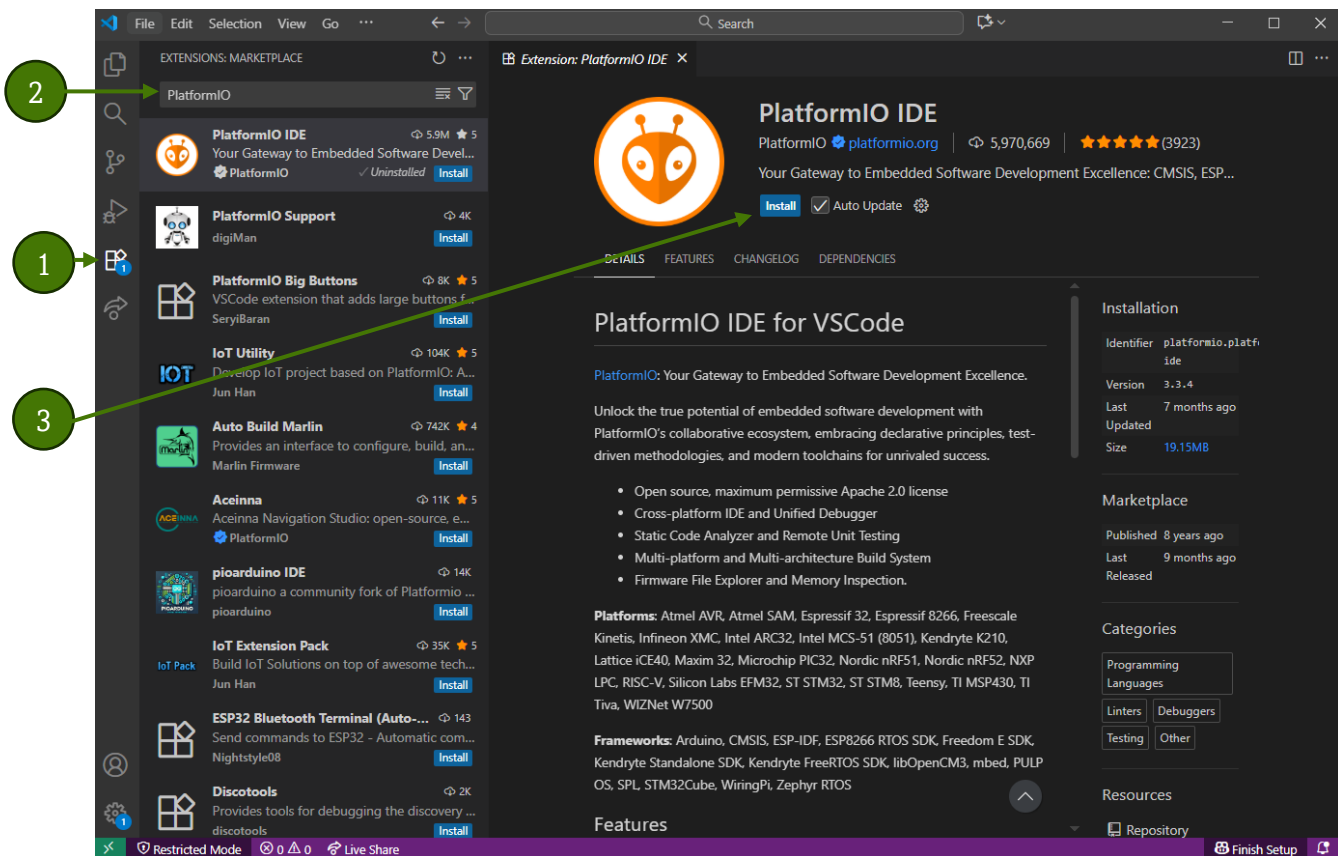 File Edit Selection View Go ··· Search
EXTENSIONS: MARKETPLACE
Extension: PlatformIO IDE
2
PlatformIO
PlatformIO IDE 5.9M 5
Your Gateway to Embedded Software Devel...
PlatformIO Uninstalled Install
PlatformIO Support 4K
digiMan Install
1
1
PlatformIO Big Buttons 8K 5
VSCode extension that adds large buttons f...
SeryiBaran Install
IoT Utility 104K 5
IOT
Develop IoT project based on PlatformIO: A...
Jun Han Install
3
Auto Build Marlin 742K 4
Provides an interface to configure, build, an...
marlin
Marlin Firmware Install
Aceinna 11K 5
ACEINNA
Aceinna Navigation Studio: open-source, e...
PlatformIO Install
pioarduino IDE 14K
pioarduino a community fork of Platformio ...
PIOARDUINO
pioarduino Install
IoT Extension Pack 35K 5
IoT Pack
Build IoT Solutions on top of awesome tech...
Jun Han Install
ESP32 Bluetooth Terminal (Auto-... 143
Send commands to ESP32 - Automatic com...
Nightstyle08 Install
Discotools 2K
Provides tools for debugging the discovery ...
discotools Install
1
PlatformIO IDE
PlatformIO platformio.org 5,970,669 (3923)
Your Gateway to Embedded Software Development Excellence: CMSIS, ESP...
Install Auto Update
DETAILS FEATURES CHANGELOG DEPENDENCIES
PlatformIO IDE for VSCode
PlatformIO: Your Gateway to Embedded Software Development Excellence.
Unlock the true potential of embedded software development with
PlatformIO's collaborative ecosystem, embracing declarative principles, test-
driven methodologies, and modern toolchains for unrivaled success.
• Open source, maximum permissive Apache 2.0 license
• Cross-platform IDE and Unified Debugger
• Static Code Analyzer and Remote Unit Testing
• Multi-platform and Multi-architecture Build System
• Firmware File Explorer and Memory Inspection.
Platforms: Atmel AVR, Atmel SAM, Espressif 32, Espressif 8266, Freescale
Kinetis, Infineon XMC, Intel ARC32, Intel MCS-51 (8051), Kendryte K210,
Lattice iCE40, Maxim 32, Microchip PIC32, Nordic nRF51, Nordic nRF52, NXP
LPC, RISC-V, Silicon Labs EFM32, ST STM32, ST STM8, Teensy, TI MSP430, TI
Tiva, WIZNet W7500
Frameworks: Arduino, CMSIS, ESP-IDF, ESP8266 RTOS SDK, Freedom E SDK,
Kendryte Standalone SDK, Kendryte FreeRTOS SDK, libOpenCM3, mbed, PULP
OS, SPL, STM32Cube, WiringPi, Zephyr RTOS
Features
Installation
Identifier platformio.platf
ide
Version 3.3.4
Last 7 months ago
Updated
Size 19.15MB
Marketplace
Published 8 years ago
Last 9 months ago
Released
Categories
Programming
Languages
Linters Debuggers
Testing Other
Resources
Repository
Restricted Mode 0 0 Live Share Finish Setup